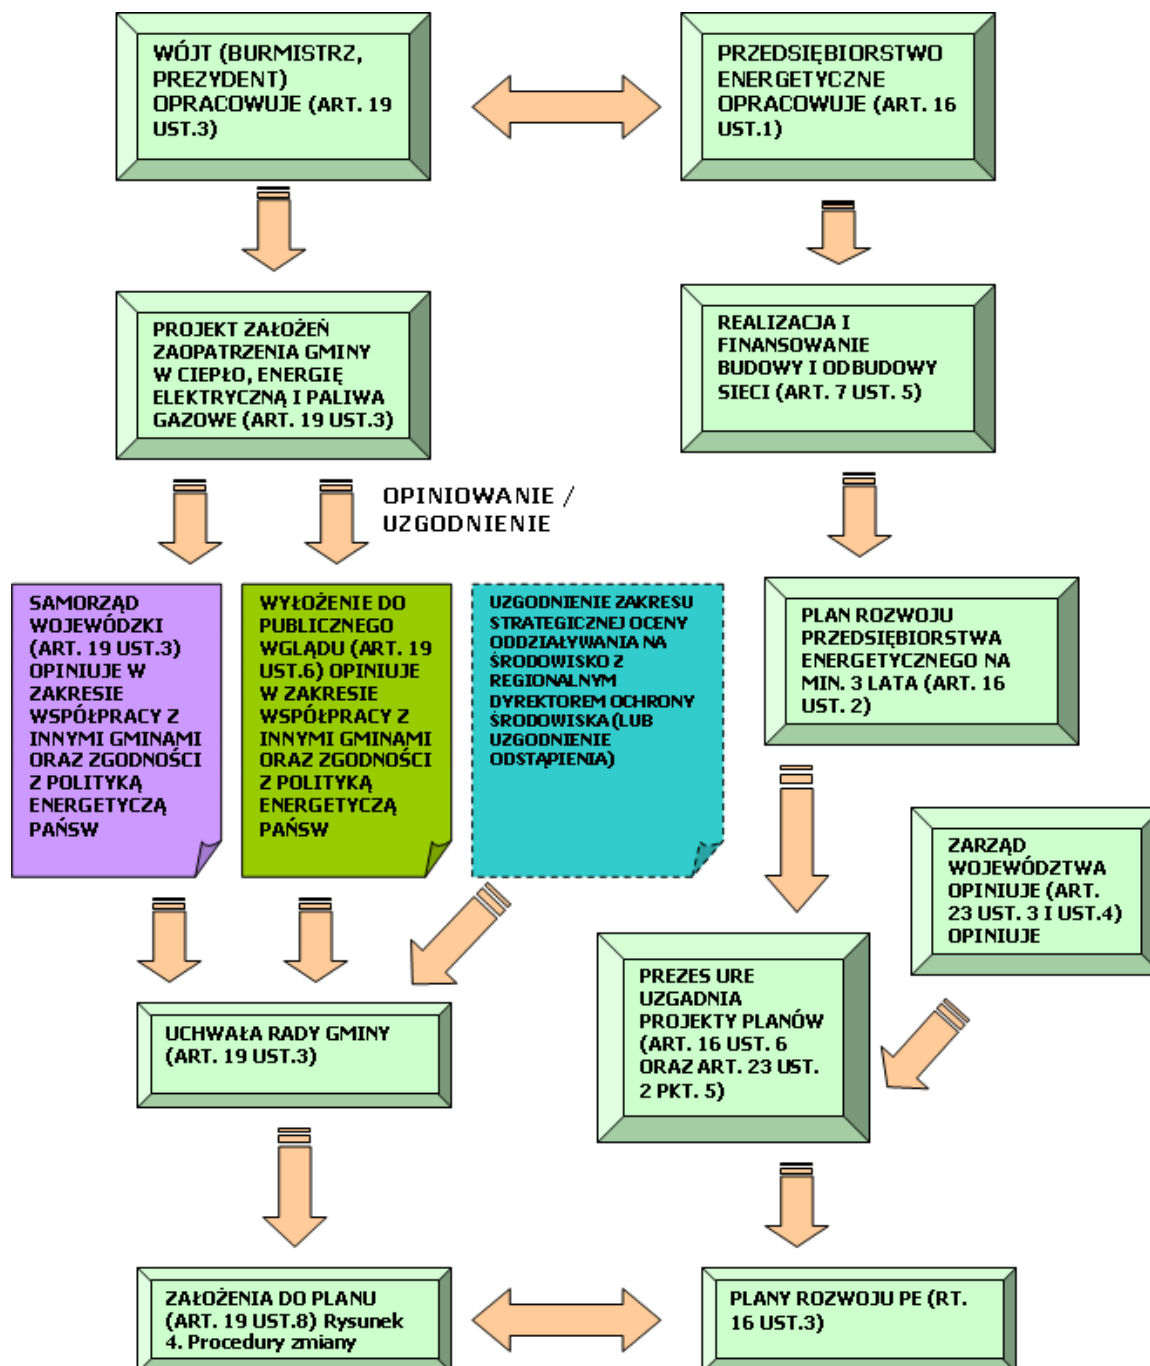 WÓJT (BURMISTRZ,
PREZYDENT)
OPRACOWUJE (ART. 19
UST.3)
PRZEDSIĘBIORSTWO
ENERGETYCZNE
OPRACOWUJE (ART. 16
UST.1)
PROJEKT ZAŁOŻEŃ
ZAOPATRZENIA GMINY
W CIEPŁO, ENERGIĘ
ELEKTRYCZNĄ I PALIWA
GAZOWE (ART. 19 UST.3)
REALIZACJA I
FINANSOWANIE
BUDOWY I ODBUDOWY
SIECI (ART. 7 UST. 5)
OPINIOWANIE /
UZGODNIENIE
SAMORZĄD
WOJEWÓDZKI
(ART. 19 UST.3)
OPINIUJE W
ZAKRESIE
WSPÓŁPRACY Z
INNYMI GMINAMI
ORAZ ZGODNOŚCI
Z POLITYKĄ
ENERGETYCZĄ
PAŃSW
WYŁOŻENIE DO
PUBLICZNEGO
WGLĄDU (ART. 19
UST.6) OPINIUJE
W ZAKRESIE
WSPÓŁPRACY Z
INNYMI GMINAMI
ORAZ ZGODNOŚCI
Z POLITYKĄ
ENERGETYCZĄ
PAŃSW
UZGODNIENIE ZAKRESU
STRATEGICZNEJ OCENY
ODDZIAŁYWANIA NA
ŚRODOWISKO Z
REGIONALNYM
DYREKTOREM OCHRONY
ŚRODOWISKA (LUB
UZGODNIENIE
ODSTĄPIENIA)
PLAN ROZWOJU
PRZEDSIĘBIORSTWA
ENERGETYCZNEGO NA
MIN. 3 LATA (ART. 16
UST. 2)
ZARZĄD
WOJEWÓDZTWA
OPINIUJE (ART.
23 UST. 3 I UST.4)
OPINIUJE
PREZES URE
UZGADNIA
PROJEKTY PLANÓW
(ART. 16 UST. 6
ORAZ ART. 23 UST.
2 PKT. 5)
UCHWAŁA RADY GMINY
(ART. 19 UST.3)
ZAŁOŻENIA DO PLANU
(ART. 19 UST.8) Rysunek
4. Procedury zmiany
PLANY ROZWOJU PE (RT.
16 UST.3)